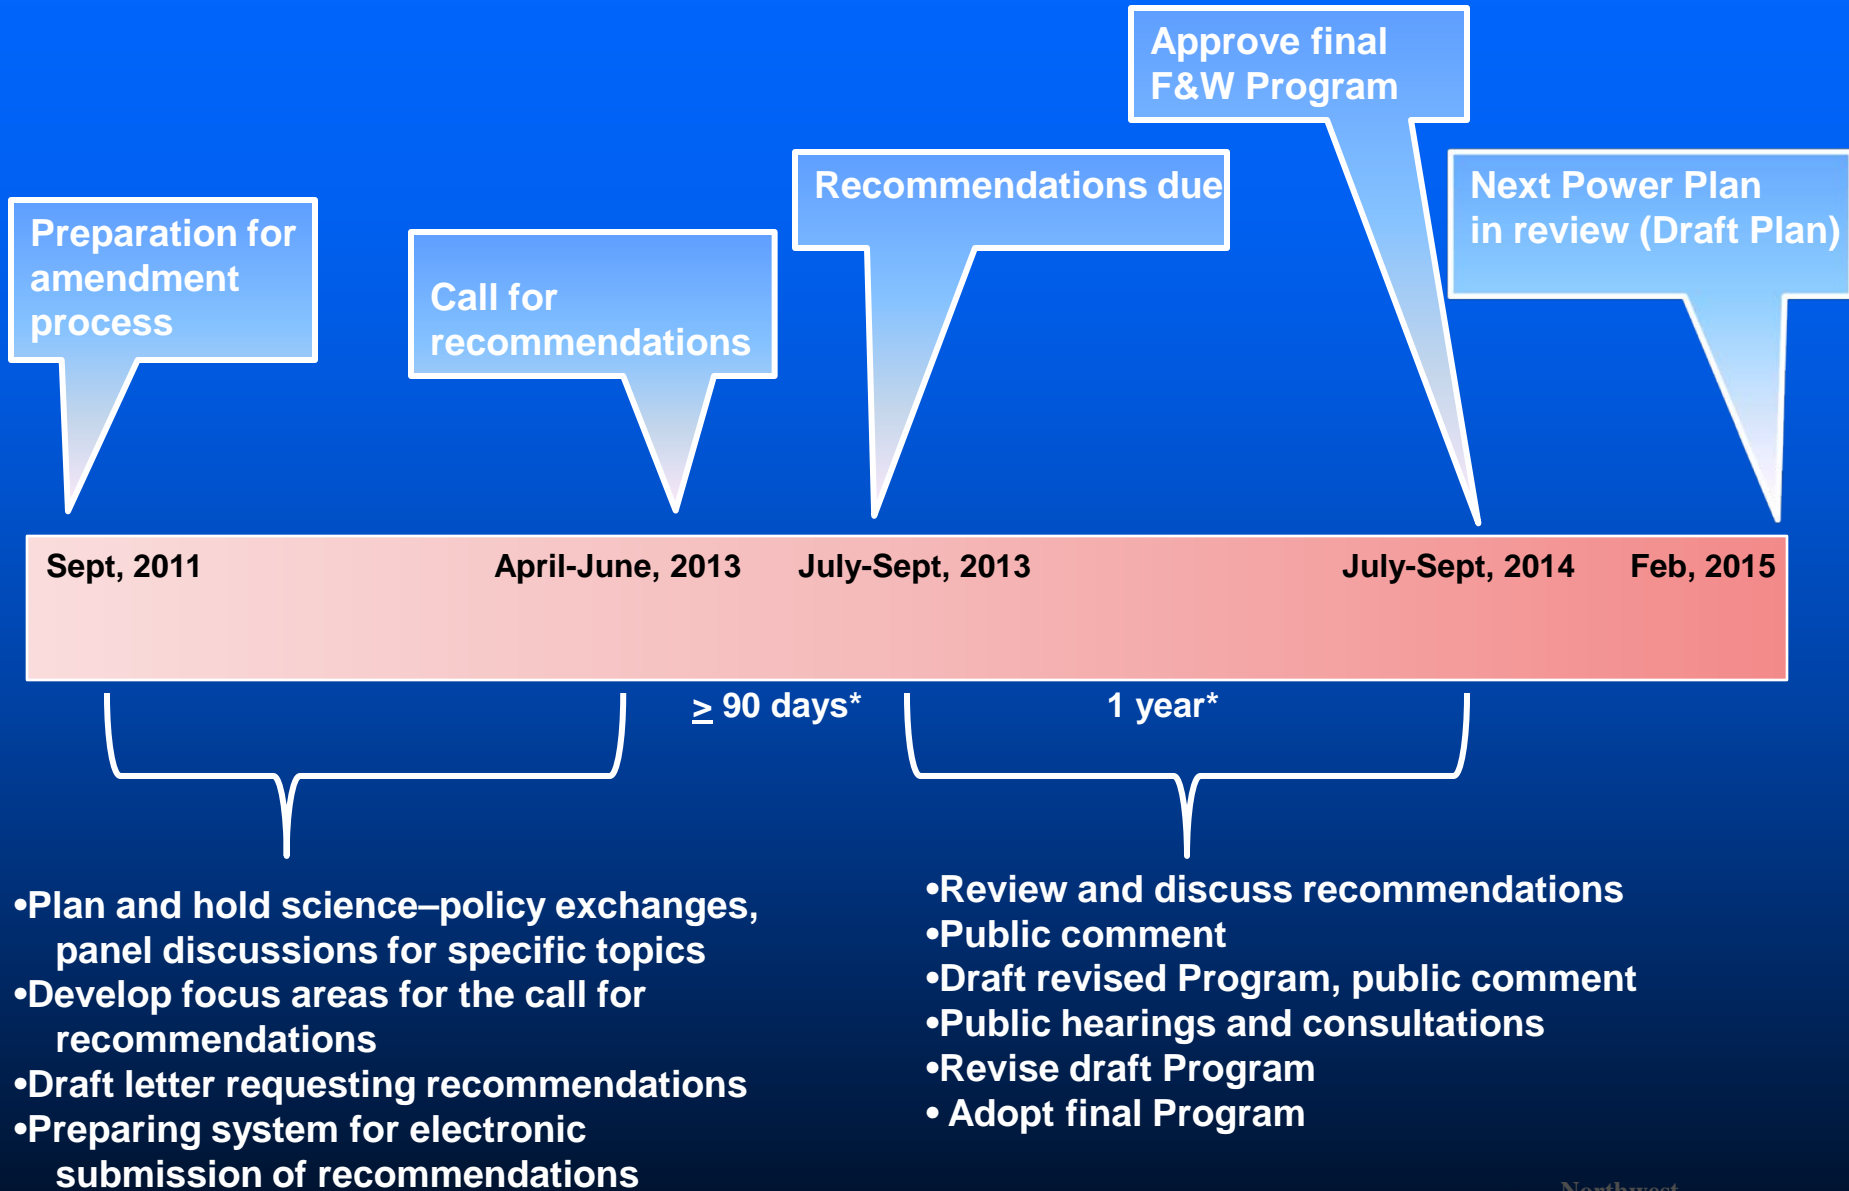 Approve final
F&W Program
Recommendations due
Next Power Plan
in review (Draft Plan)
Preparation for
amendment
process
Call for
recommendations
Sept, 2011
April-June, 2013
July-Sept, 2013
July-Sept, 2014
Feb, 2015
≥ 90 days*
1 year*
•Plan and hold science–policy exchanges,
panel discussions for specific topics
•Develop focus areas for the call for
recommendations
•Draft letter requesting recommendations
•Preparing system for electronic
submission of recommendations
•Review and discuss recommendations
•Public comment
•Draft revised Program, public comment
•Public hearings and consultations
•Revise draft Program
• Adopt final Program
Northwest